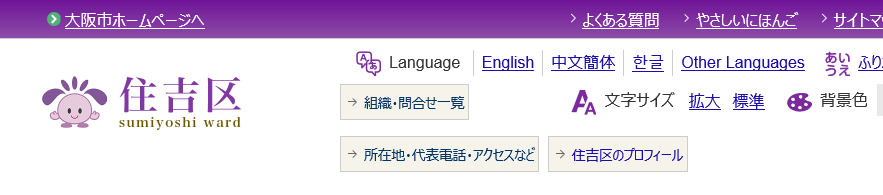 大阪市ホームページへ よくある質問 やさしいにほんご サイトマ
Language English 中文簡体 한글 Other Languages あいうえ ふり
住吉区
sumiyoshi ward
組織・問合せ一覧 文字サイズ 拡大 標準 背景色
所在地・代表電話・アクセスなど 住吉区のプロフィール